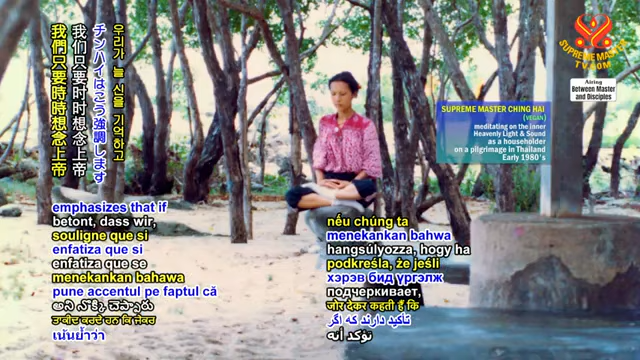 우리가 늘 신을 기억하고
チンハイはこう強調します
我们只要时时想念上帝
我們只要時時想念上帝
SUPREME MASTER
TV.COM
Airing
Between Master
and Disciples
SUPREME MASTER CHING HAI
(VEGAN)
meditating on the inner
Heavenly Light & Sound
as a householder
on a pilgrimage in Thailand
Early 1980's
emphasizes that if
betont, dass wir,
souligne que si
enfatiza que si
enfatiza que se
menekankan bahawa
pune accentul pe faptul că
అని నొక్కి చెప్పారు
ਤਾਕੀਦ ਕਰਦੇ ਹਨ ਕਿ ਜੇਕਰ
เน้นย้ำว่า
nếu chúng ta
menekankan bahwa
hangsúlyozza, hogy ha
podkreśla, że jeśli
хэрэв бид үргэлж
подчеркивает,
जोर देकर कहती हैं कि
تأکید دارند که اگر
تؤكد أنه